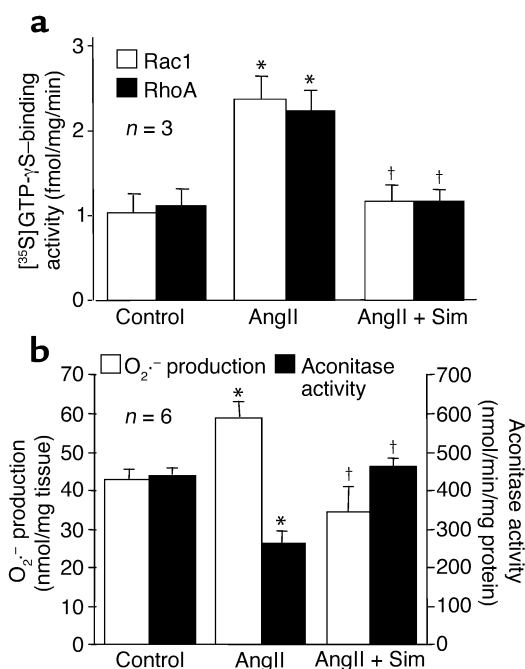 a
[³⁵S]GTP-γS–binding
activity (fmol/mg/min)
3
2
1
0
Rac1
RhoA
n = 3
*
*
†
†
Control
AngII
AngII + Sim
b
O₂·⁻ production
Aconitase
activity
O₂·⁻ production
(nmol/mg tissue)
70
60
50
40
30
20
10
0
n = 6
*
*
†
†
700
600
500
400
300
200
100
0
Aconitase activity
(nmol/min/mg protein)
Control
AngII
AngII + Sim